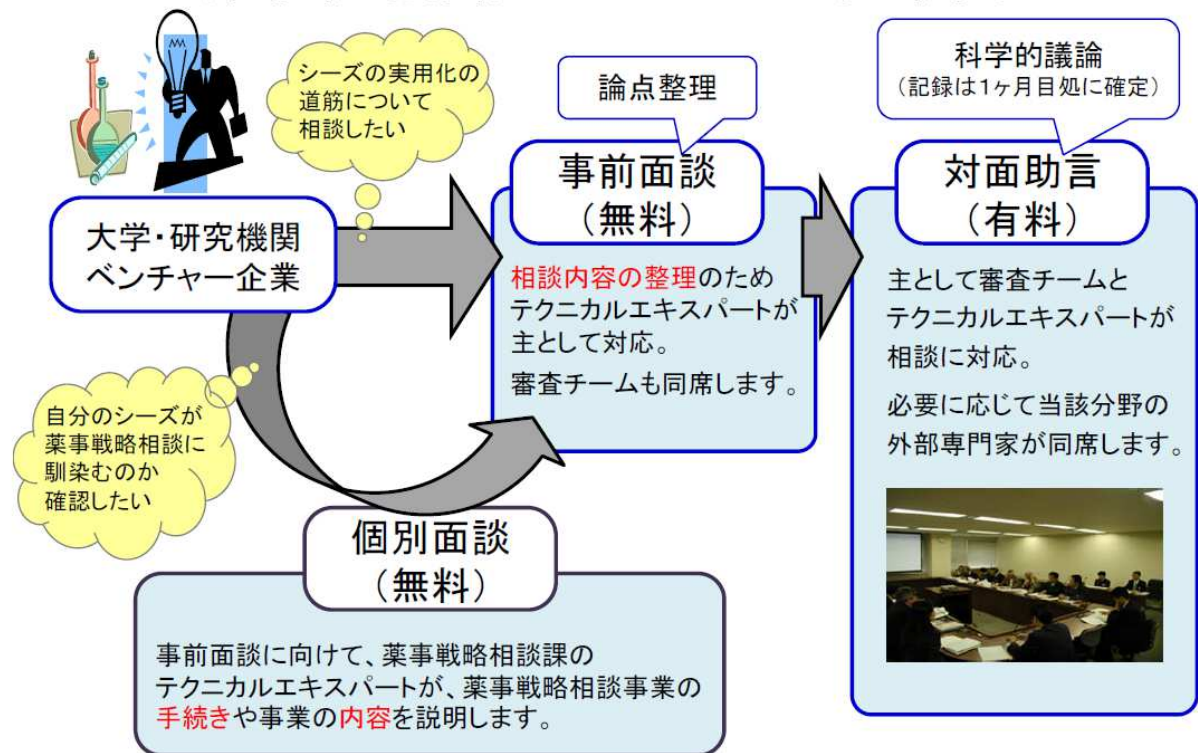 シーズの実用化の
道筋について
相談したい
論点整理
科学的議論
（記録は1ヶ月目処に確定）
大学・研究機関
ベンチャー企業
事前面談
（無料）
相談内容の整理のため
テクニカルエキスパートが
主として対応。
審査チームも同席します。
対面助言
（有料）
主として審査チームと
テクニカルエキスパートが
相談に対応。
必要に応じて当該分野の
外部専門家が同席します。
自分のシーズが
薬事戦略相談に
馴染むのか
確認したい
個別面談
（無料）
事前面談に向けて、薬事戦略相談課の
テクニカルエキスパートが、薬事戦略相談事業の
手続きや事業の内容を説明します。